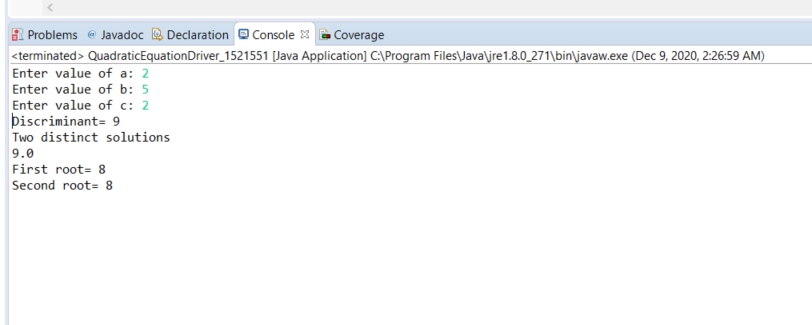 Problems @ Javadoc Declaration Console Coverage
<terminated> QuadraticEquationDriver_1521551 [Java Application] C:\Program Files\Java\jre1.8.0_271\bin\javaw.exe (Dec 9, 2020, 2:26:59 AM)
Enter value of a: 2
Enter value of b: 5
Enter value of c: 2
Discriminant= 9
Two distinct solutions
9.0
First root= 8
Second root= 8